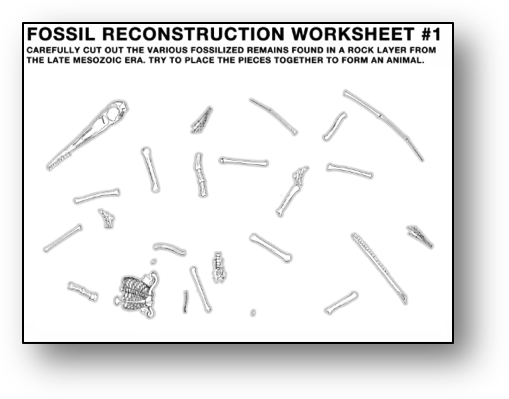 FOSSIL RECONSTRUCTION WORKSHEET #1
CAREFULLY CUT OUT THE VARIOUS FOSSILIZED REMAINS FOUND IN A ROCK LAYER FROM
THE LATE MESOZOIC ERA. TRY TO PLACE THE PIECES TOGETHER TO FORM AN ANIMAL.